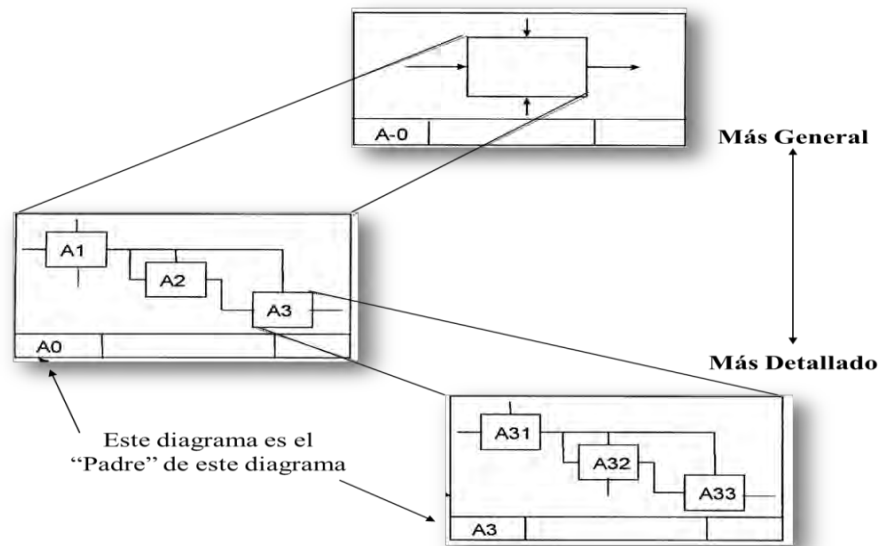 A-0
Más General
A1
A2
A3
A0
Más Detallado
Este diagrama es el
“Padre” de este diagrama
A31
A32
A33
A3